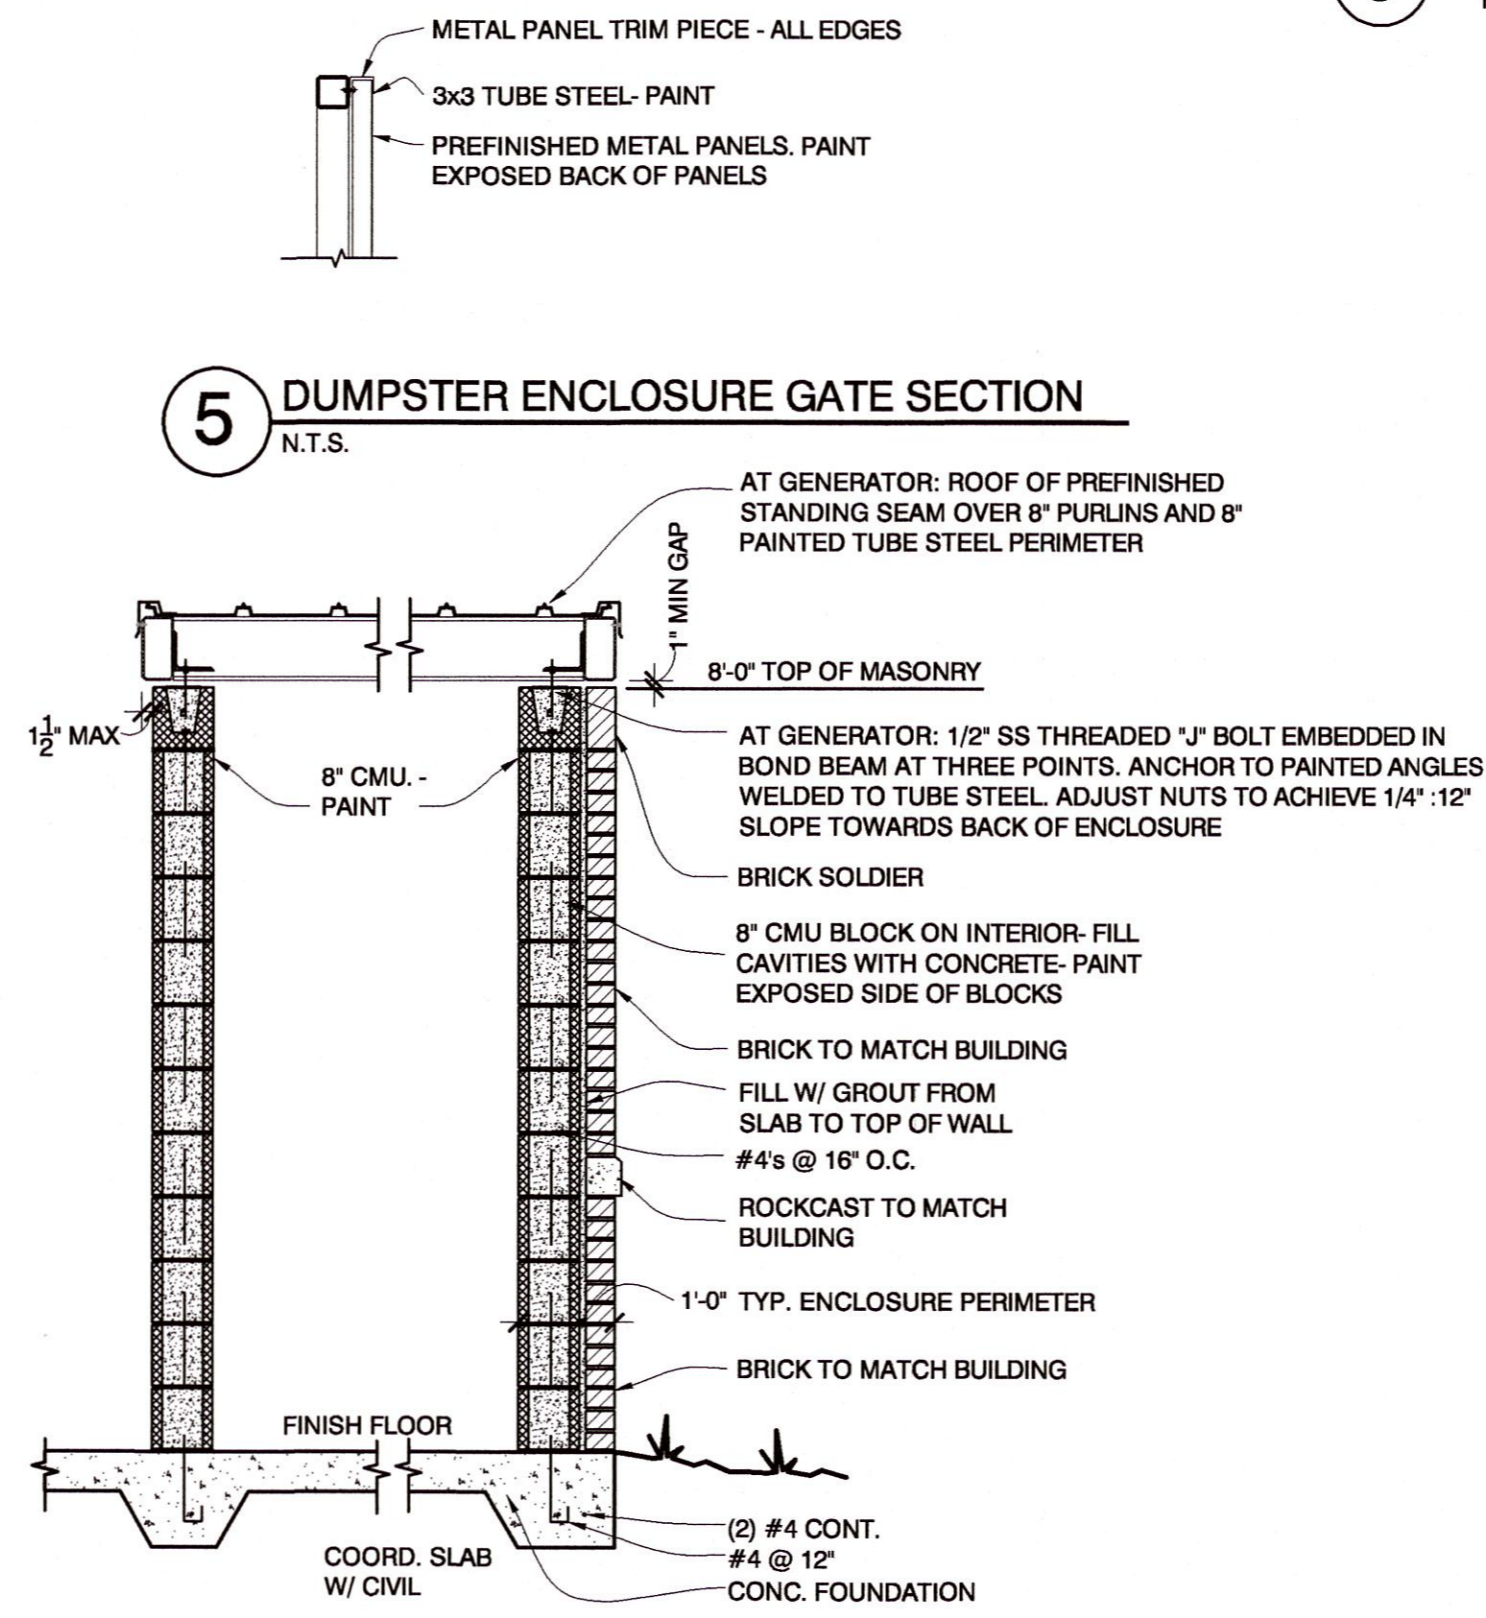 METAL PANEL TRIM PIECE - ALL EDGES
3x3 TUBE STEEL- PAINT
PREFINISHED METAL PANELS. PAINT
EXPOSED BACK OF PANELS
5
DUMPSTER ENCLOSURE GATE SECTION
N.T.S.
AT GENERATOR: ROOF OF PREFINISHED
STANDING SEAM OVER 8" PURLINS AND 8"
PAINTED TUBE STEEL PERIMETER
1" MIN GAP
8'-0" TOP OF MASONRY
1 1/2" MAX
8" CMU. -
PAINT
AT GENERATOR: 1/2" SS THREADED "J" BOLT EMBEDDED IN
BOND BEAM AT THREE POINTS. ANCHOR TO PAINTED ANGLES
WELDED TO TUBE STEEL. ADJUST NUTS TO ACHIEVE 1/4" :12"
SLOPE TOWARDS BACK OF ENCLOSURE
BRICK SOLDIER
8" CMU BLOCK ON INTERIOR- FILL
CAVITIES WITH CONCRETE- PAINT
EXPOSED SIDE OF BLOCKS
BRICK TO MATCH BUILDING
FILL W/ GROUT FROM
SLAB TO TOP OF WALL
#4's @ 16" O.C.
ROCKCAST TO MATCH
BUILDING
1'-0" TYP. ENCLOSURE PERIMETER
BRICK TO MATCH BUILDING
FINISH FLOOR
COORD. SLAB
W/ CIVIL
(2) #4 CONT.
#4 @ 12"
CONC. FOUNDATION